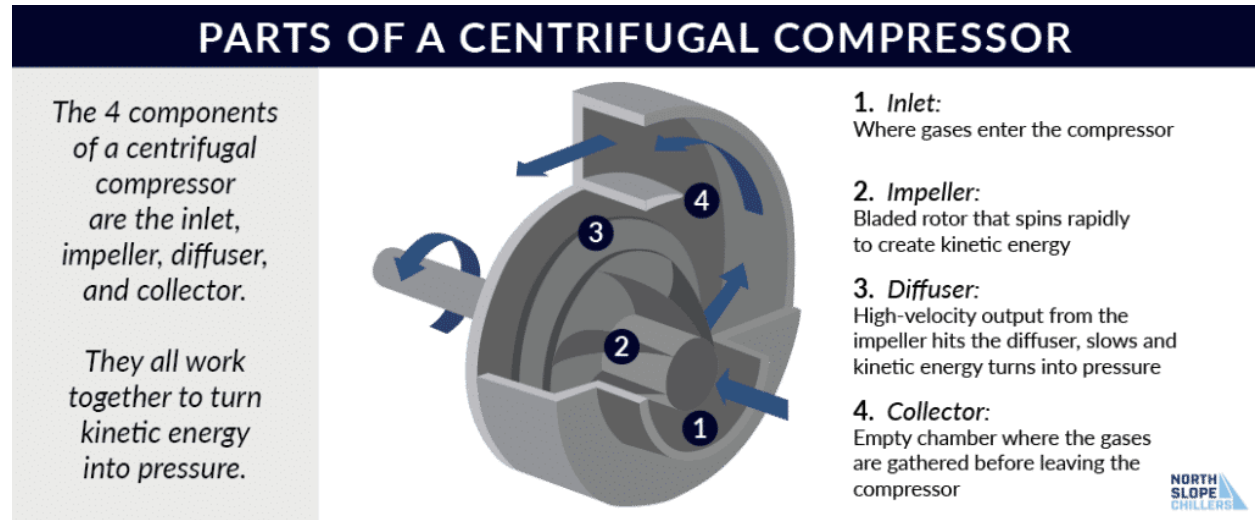 PARTS OF A CENTRIFUGAL COMPRESSOR
The 4 components
of a centrifugal
compressor
are the inlet,
impeller, diffuser,
and collector.
They all work
together to turn
kinetic energy
into pressure.
4
3
2
1
1. Inlet:
Where gases enter the compressor
2. Impeller:
Bladed rotor that spins rapidly
to create kinetic energy
3. Diffuser:
High-velocity output from the
impeller hits the diffuser, slows and
kinetic energy turns into pressure
4. Collector:
Empty chamber where the gases
are gathered before leaving the
compressor
NORTH
SLOPE
CHILLERS